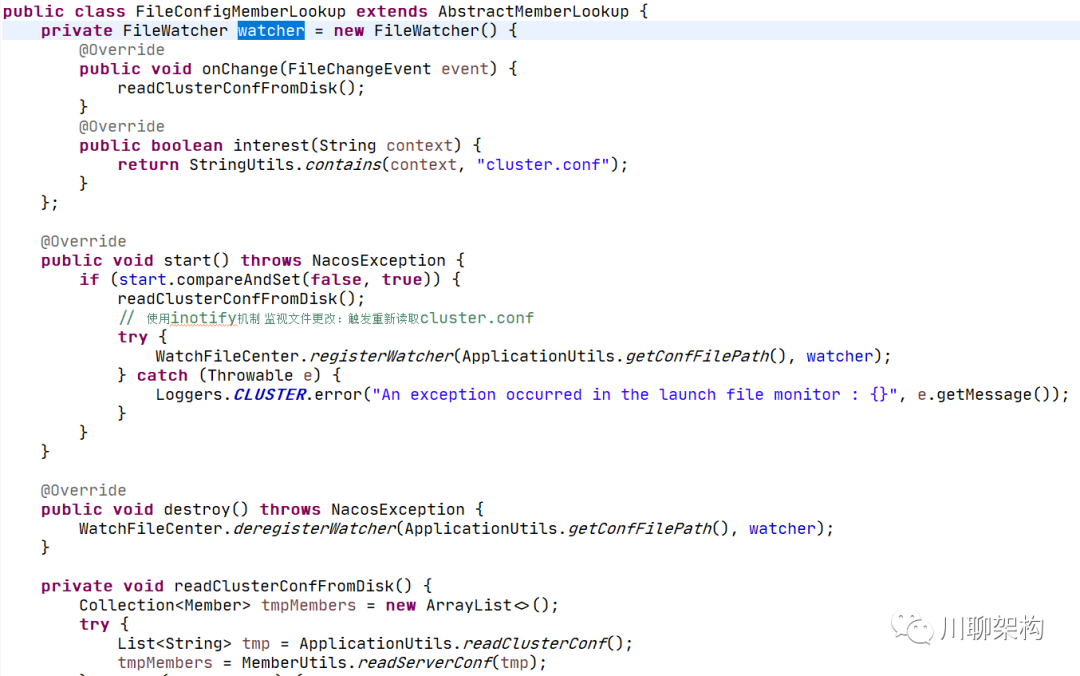 public class FileConfigMemberLookup extends AbstractMemberLookup {
    private FileWatcher watcher = new FileWatcher() {
        @Override
        public void onChange(FileChangeEvent event) {
            readClusterConfFromDisk();
        }
        @Override
        public boolean interest(String context) {
            return StringUtils.contains(context, "cluster.conf");
        }
    };

    @Override
    public void start() throws NacosException {
        if (start.compareAndSet(false, true)) {
            readClusterConfFromDisk();
            // 使用inotify机制 监视文件更改：触发重新读取cluster.conf
            try {
                WatchFileCenter.registerWatcher(ApplicationUtils.getConfFilePath(), watcher);
            } catch (Throwable e) {
                Loggers.CLUSTER.error("An exception occurred in the launch file monitor : {}", e.getMessage());
            }
        }
    }

    @Override
    public void destroy() throws NacosException {
        WatchFileCenter.deregisterWatcher(ApplicationUtils.getConfFilePath(), watcher);
    }

    private void readClusterConfFromDisk() {
        Collection<Member> tmpMembers = new ArrayList<>();
        try {
            List<String> tmp = ApplicationUtils.readClusterConf();
            tmpMembers = MemberUtils.readServerConf(tmp);
川聊架构